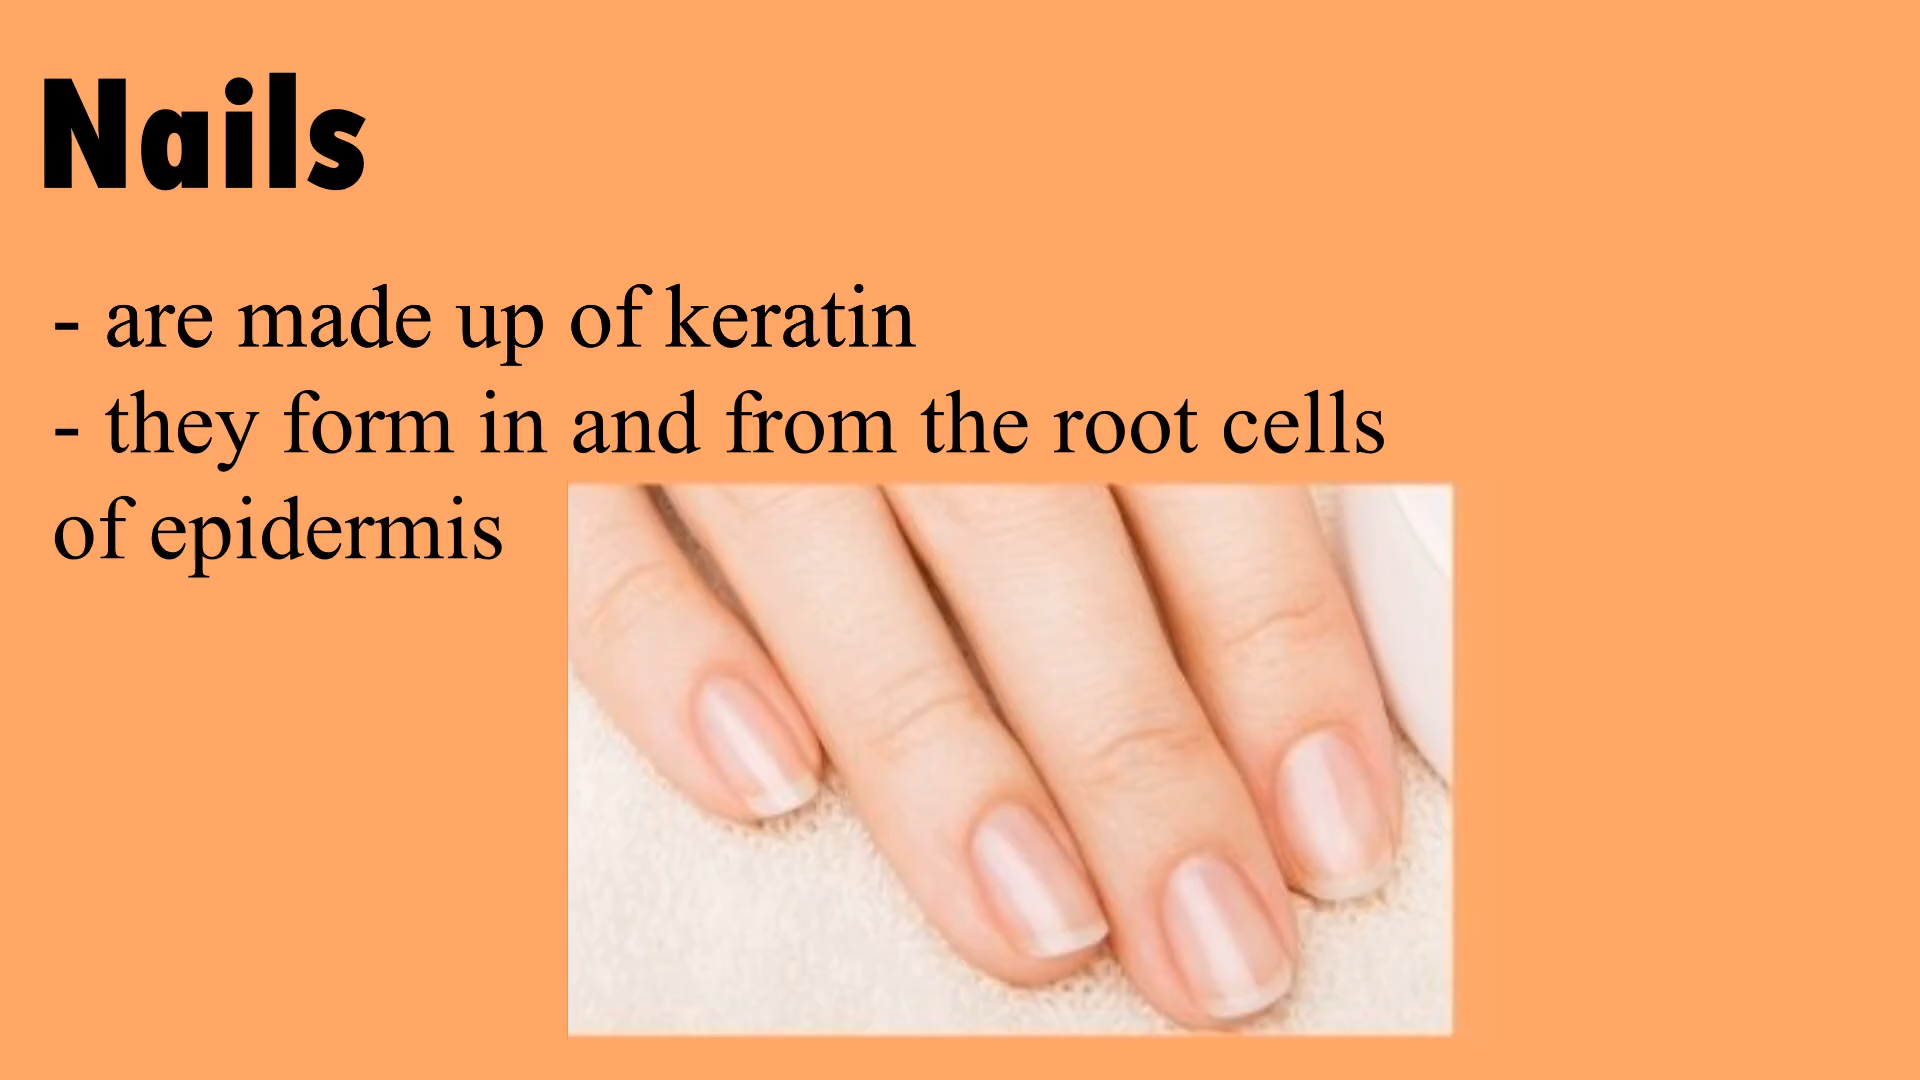 Nails
- are made up of keratin
- they form in and from the root cells
of epidermis